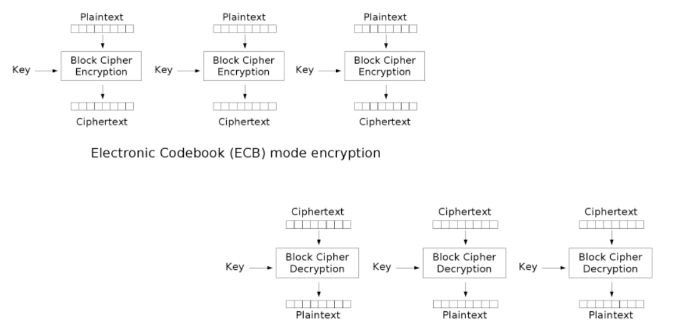 Plaintext Plaintext Plaintext
Key Block Cipher Encryption Key Block Cipher Encryption Key Block Cipher Encryption
Ciphertext Ciphertext Ciphertext
Electronic Codebook (ECB) mode encryption
Ciphertext Ciphertext Ciphertext
Key Block Cipher Decryption Key Block Cipher Decryption Key Block Cipher Decryption
Plaintext Plaintext Plaintext